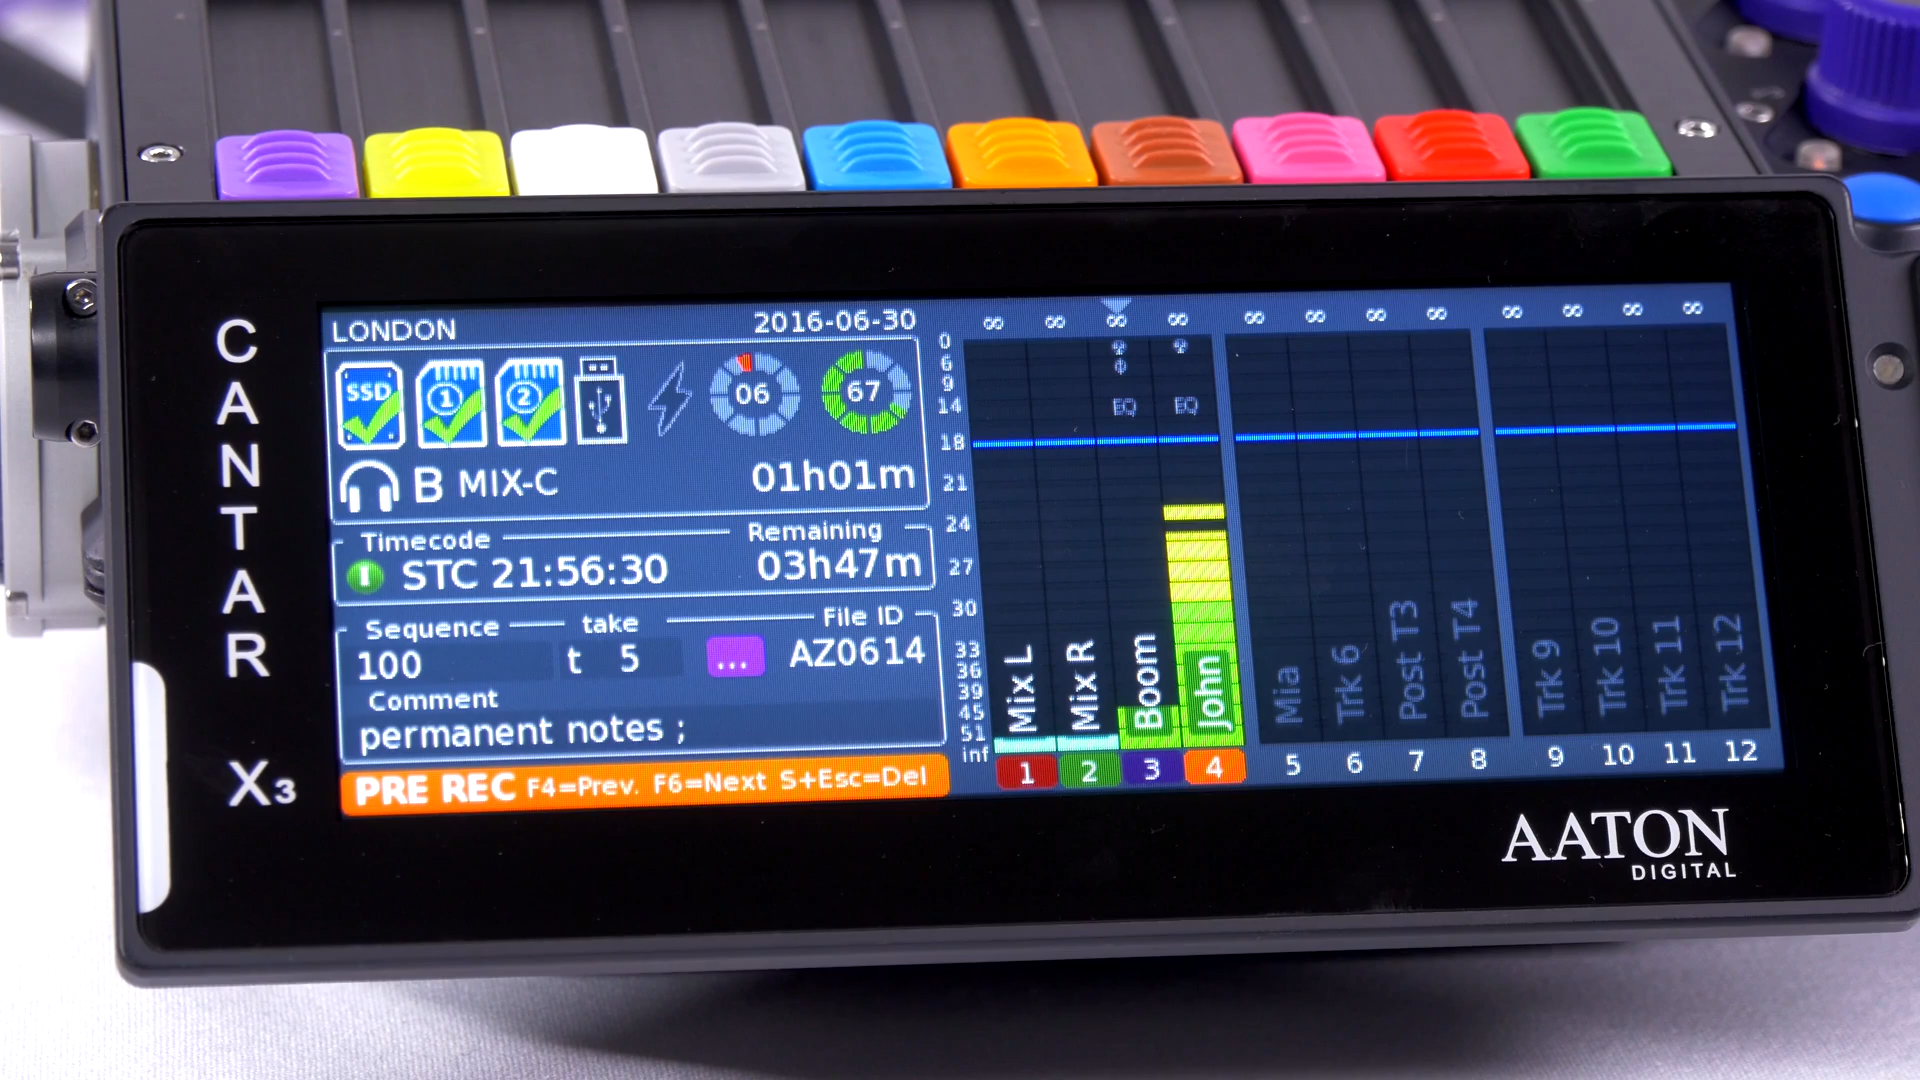 CANTAR
X3
LONDON 2016-06-30
SSD 1 2 06 67
B MIX-C 01h01m
Timecode Remaining
STC 21:56:30 03h47m
Sequence take File ID
100 t 5 ... AZ0614
Comment
permanent notes ;
PRE REC F4=Prev. F6=Next S+Esc=Del
∞ ∞ ∞ ∞ ∞ ∞ ∞ ∞ ∞ ∞ ∞ ∞
0
6
9
14
18
21
24
27
30
33
36
39
45
51
inf
EQ EQ
Mix L Mix R Boom John Mia Trk 6 Post T3 Post T4 Trk 9 Trk 10 Trk 11 Trk 12
1 2 3 4 5 6 7 8 9 10 11 12
AATON
DIGITAL